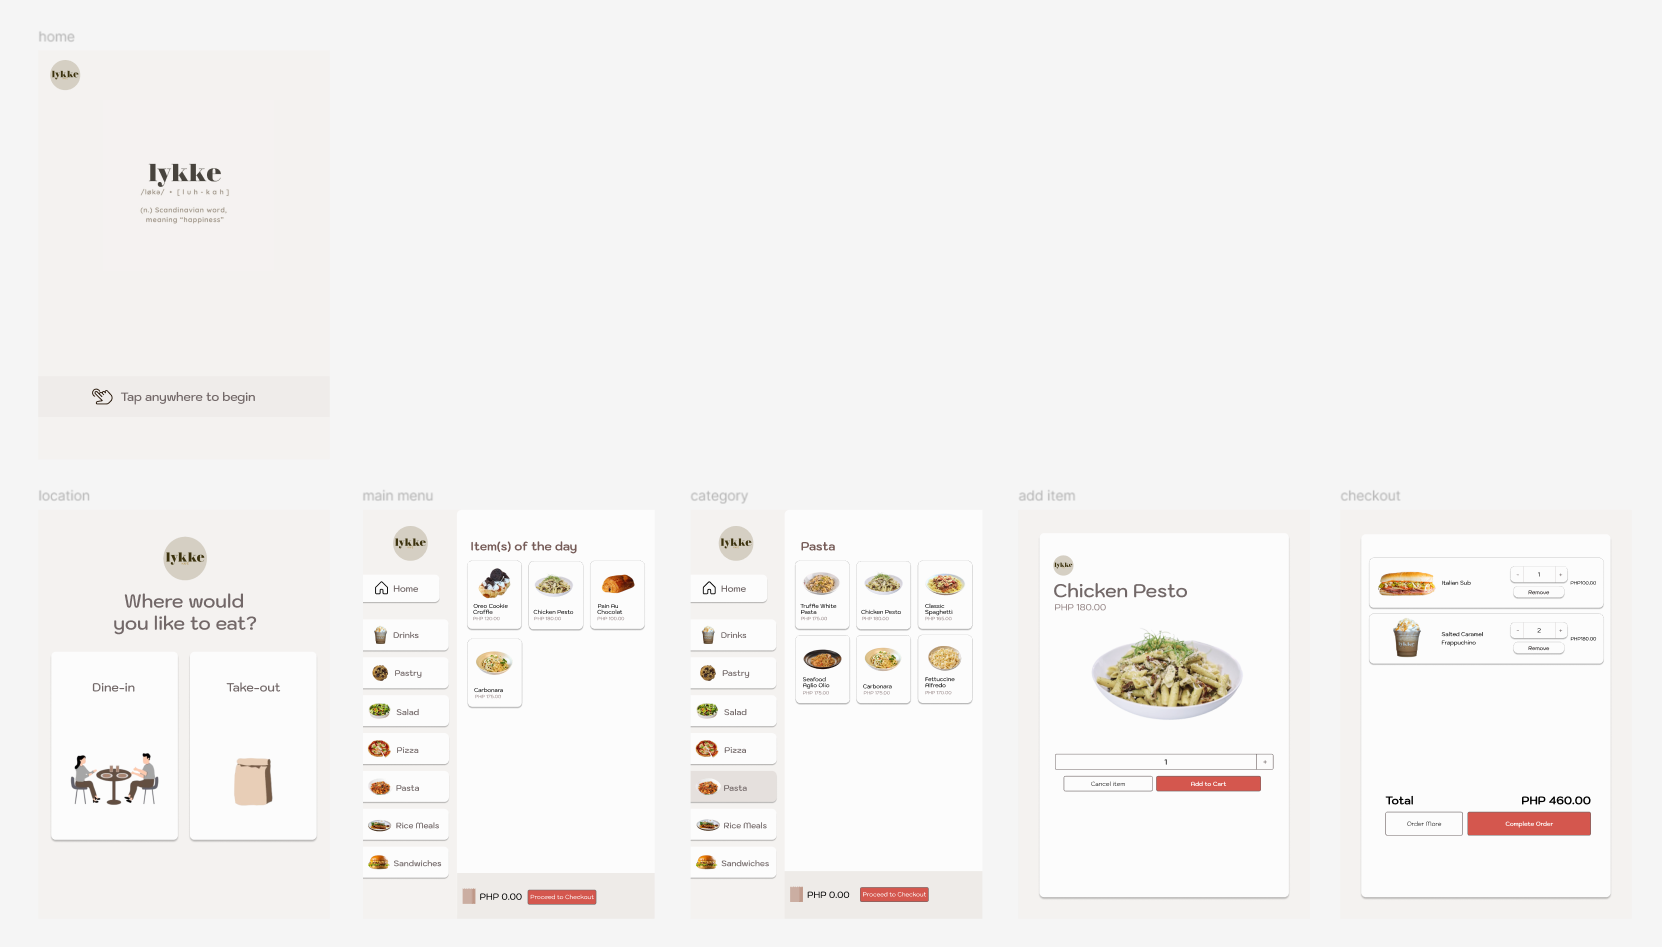 home
lykke
lykke
/løkə/ • [ l u h - k a h ]
(n.) Scandinavian word,
meaning "happiness"
Tap anywhere to begin
location
lykke
Where would
you like to eat?
Dine-in
Take-out
main menu
lykke
Home
Drinks
Pastry
Salad
Pizza
Pasta
Rice Meals
Sandwiches
Item(s) of the day
Oreo Cookie
Croffle
PHP 120.00
Chicken Pesto
PHP 180.00
Pain Au
Chocolat
PHP 100.00
Carbonara
PHP 175.00
PHP 0.00
Proceed to Checkout
category
lykke
Home
Drinks
Pastry
Salad
Pizza
Pasta
Rice Meals
Sandwiches
Pasta
Truffle White
Pasta
PHP 175.00
Chicken Pesto
PHP 180.00
Classic
Spaghetti
PHP 165.00
Seafood
Aglio Olio
PHP 175.00
Carbonara
PHP 175.00
Fettuccine
Alfredo
PHP 170.00
PHP 0.00
Proceed to Checkout
add item
lykke
Chicken Pesto
PHP 180.00
1
+
Cancel item
Add to Cart
checkout
Italian Sub
- 1 +
Remove
PHP100.00
Salted Caramel
Frappuchino
- 2 +
Remove
PHP180.00
Total
PHP 460.00
Order More
Complete Order